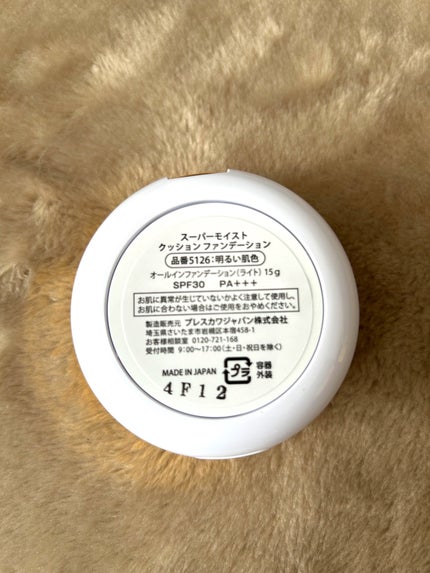 スーパーモイスト
クッション ファンデーション
品番5126:明るい肌色
オールインファンデーション(ライト) 15g
SPF30 PA+++
お肌に異常が生じていないかよく注意して使用し、
お肌に合わない場合はご使用をおやめください。
製造販売元 プレスカワジャパン株式会社
埼玉県さいたま市岩槻区本宿458-1
お客様相談室 0120-721-168
受付時間 9:00~17:00(土・日・祝日を除く)
MADE IN JAPAN
プラ
容器
外装
4F12